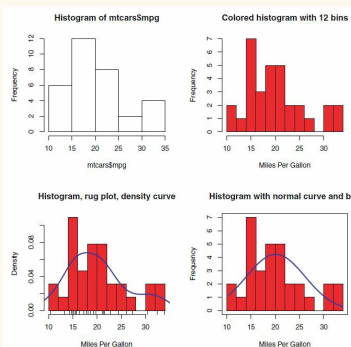 Histogram of mtcars$mpg
Frequency
0 2 4 6 8 10 12
10 15 20 25 30 35
mtcars$mpg
Colored histogram with 12 bins
Frequency
0 1 2 3 4 5 6 7
10 15 20 25 30
Miles Per Gallon
Histogram, rug plot, density curve
Density
0.00 0.04 0.08
10 15 20 25 30
Miles Per Gallon
Histogram with normal curve and b
Frequency
0 1 2 3 4 5 6 7
10 15 20 25 30
Miles Per Gallon